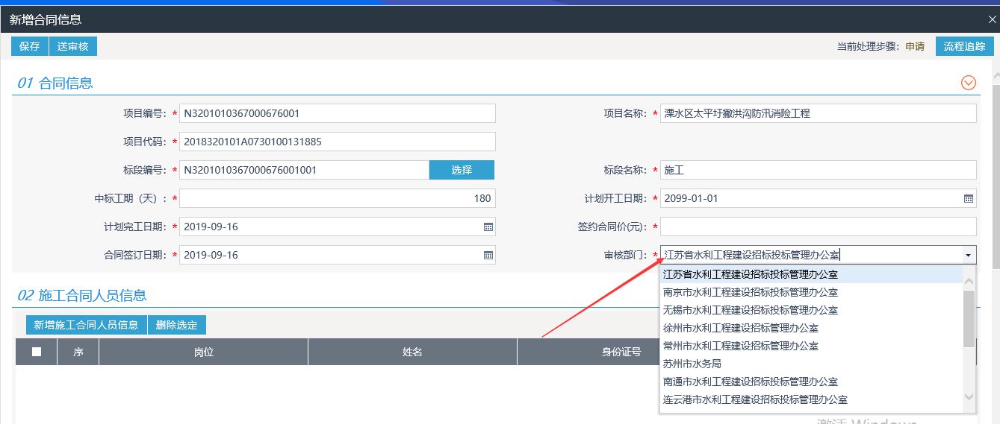 新增合同信息
保存 送审核 当前处理步骤：申请 流程追踪
01 合同信息
项目编号：* N3201010367000676001 项目名称：* 溧水区太平圩撇洪沟防汛消险工程
项目代码：* 2018320101A0730100131885
标段编号：* N3201010367000676001001 选择 标段名称：* 施工
中标工期（天）：* 180 计划开工日期：* 2099-01-01
计划完工日期：* 2019-09-16 签约合同价(元)：*
合同签订日期：* 2019-09-16 审核部门：* 江苏省水利工程建设招标投标管理办公室
江苏省水利工程建设招标投标管理办公室
南京市水利工程建设招标投标管理办公室
无锡市水利工程建设招标投标管理办公室
徐州市水利工程建设招标投标管理办公室
常州市水利工程建设招标投标管理办公室
苏州市水务局
南通市水利工程建设招标投标管理办公室
连云港市水利工程建设招标投标管理办公室
02 施工合同人员信息
新增施工合同人员信息 删除选定
序 岗位 姓名 身份证号
激活 Windows